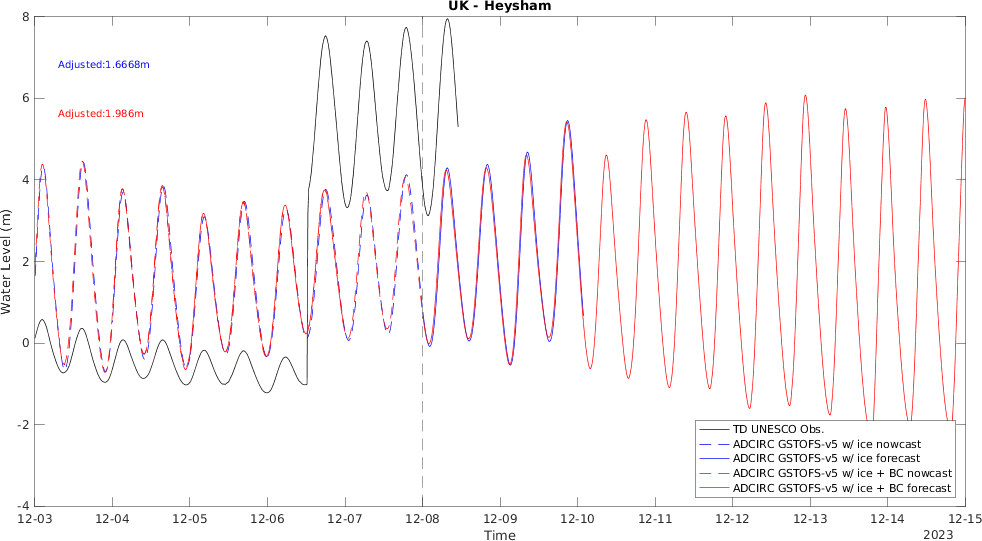 UK - Heysham
8
Adjusted:1.6668m
6
Adjusted:1.986m
4
2
0
-2
-4
Water Level (m)
TD UNESCO Obs.
ADCIRC GSTOFS-v5 w/ ice nowcast
ADCIRC GSTOFS-v5 w/ ice forecast
ADCIRC GSTOFS-v5 w/ ice + BC nowcast
ADCIRC GSTOFS-v5 w/ ice + BC forecast
12-03 12-04 12-05 12-06 12-07 12-08 12-09 12-10 12-11 12-12 12-13 12-14 12-15
Time
2023